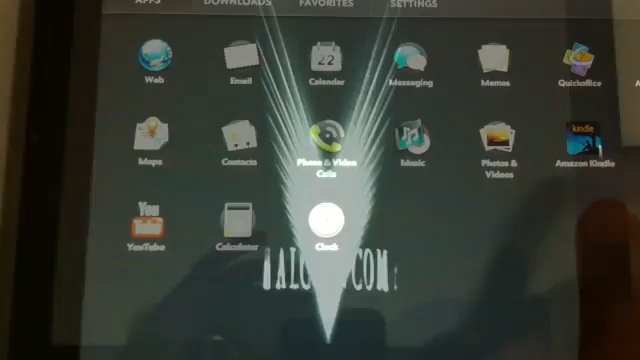 APPS DOWNLOADS FAVORITES SETTINGS
22
Web Email Calendar Messaging Memos Quickoffice
kindle
Maps Contacts Phone & Video Calls Music Photos & Videos Amazon Kindle
You
YouTube Calculator Clock